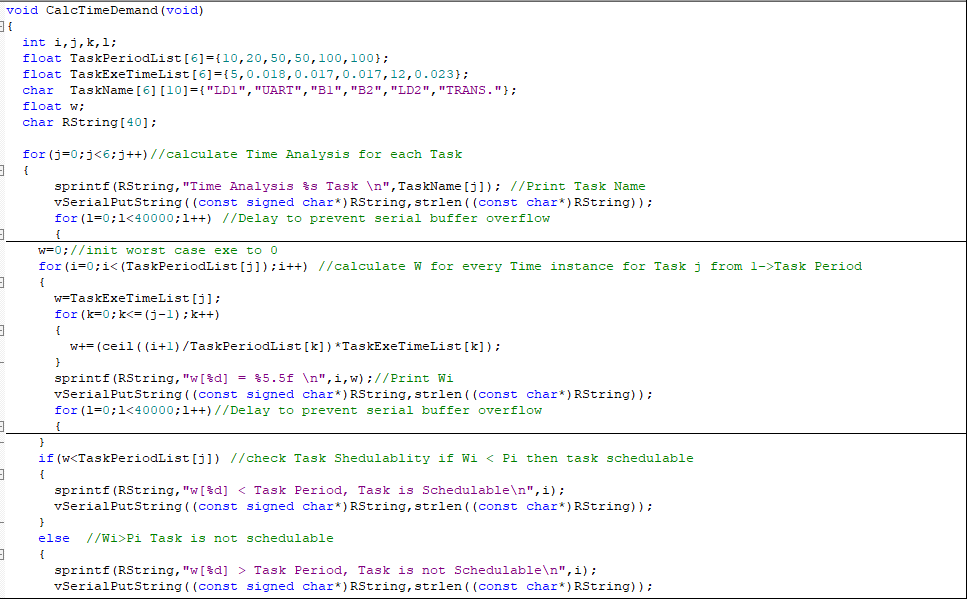 void CalcTimeDemand(void)
{
int i,j,k,l;
float TaskPeriodList[6]={10,20,50,50,100,100};
float TaskExeTimeList[6]={5,0.018,0.017,0.017,12,0.023};
char  TaskName[6][10]={"LD1","UART","B1","B2","LD2","TRANS."};
float w;
char RString[40];
for(j=0;j<6;j++)//calculate Time Analysis for each Task
{
sprintf(RString,"Time Analysis %s Task \n",TaskName[j]); //Print Task Name
vSerialPutString((const signed char*)RString,strlen((const char*)RString));
for(l=0;l<40000;l++) //Delay to prevent serial buffer overflow
{
w=0;//init worst case exe to 0
for(i=0;i<(TaskPeriodList[j]);i++) //calculate W for every Time instance for Task j from 1->Task Period
{
w=TaskExeTimeList[j];
for(k=0;k<=(j-1);k++)
{
w+=(ceil((i+1)/TaskPeriodList[k])*TaskExeTimeList[k]);
}
sprintf(RString,"w[%d] = %5.5f \n",i,w);//Print Wi
vSerialPutString((const signed char*)RString,strlen((const char*)RString));
for(l=0;l<40000;l++)//Delay to prevent serial buffer overflow
{
}
if(w<TaskPeriodList[j]) //check Task Shedulablity if Wi < Pi then task schedulable
{
sprintf(RString,"w[%d] < Task Period, Task is Schedulable\n",i);
vSerialPutString((const signed char*)RString,strlen((const char*)RString));
}
else  //Wi>Pi Task is not schedulable
{
sprintf(RString,"w[%d] > Task Period, Task is not Schedulable\n",i);
vSerialPutString((const signed char*)RString,strlen((const char*)RString));